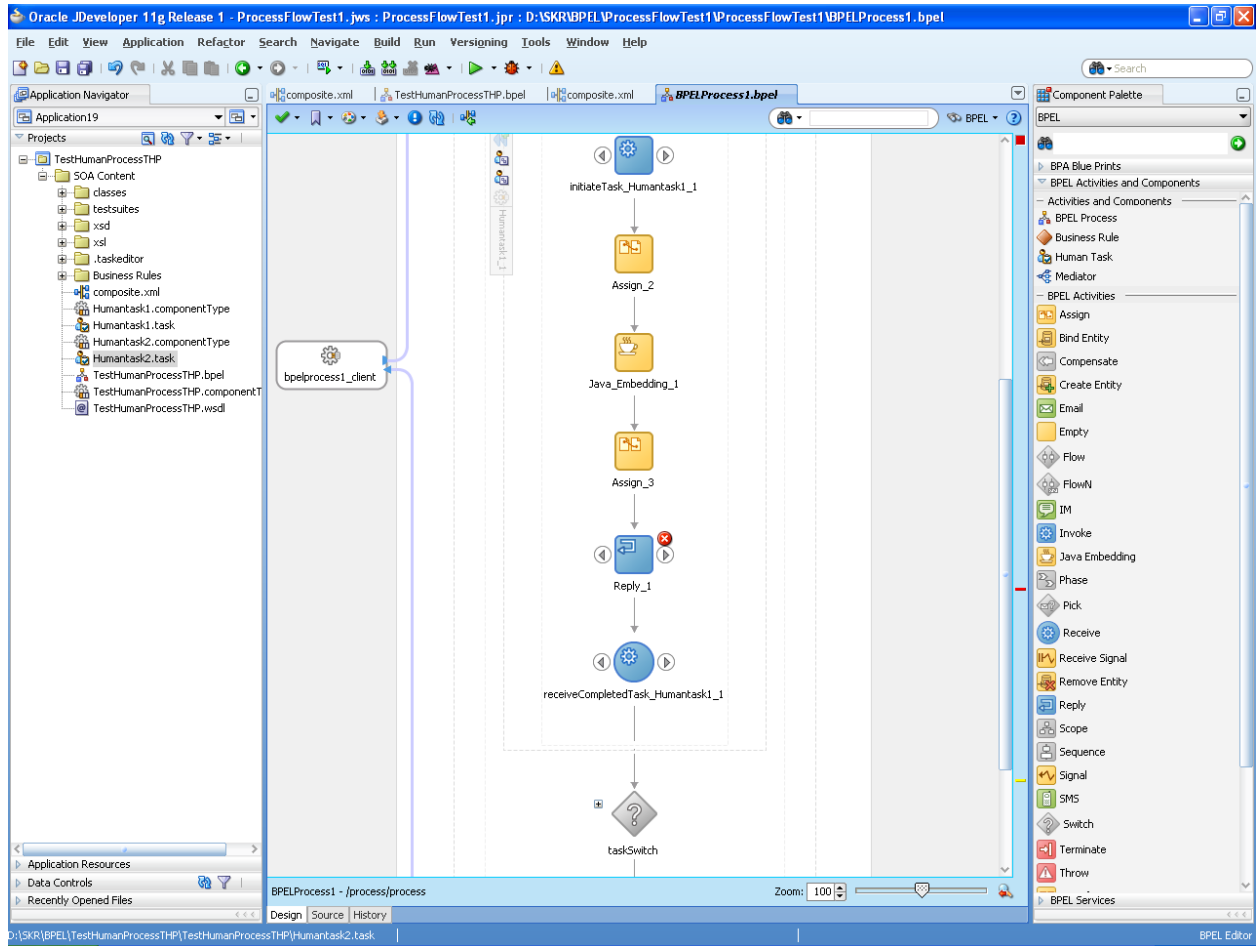 Oracle JDeveloper 11g Release 1 - ProcessFlowTest1.jws : ProcessFlowTest1.jpr : D:\SKR\BPEL\ProcessFlowTest1\ProcessFlowTest1\BPELProcess1.bpel
File Edit View Application Refactor Search Navigate Build Run Versioning Tools Window Help
Search
Application Navigator
Application19
Projects
TestHumanProcessTHP
SOA Content
classes
testsuites
xsd
xsl
.taskeditor
Business Rules
composite.xml
Humantask1.componentType
Humantask1.task
Humantask2.componentType
Humantask2.task
TestHumanProcessTHP.bpel
TestHumanProcessTHP.componentT
TestHumanProcessTHP.wsdl
Application Resources
Data Controls
Recently Opened Files
composite.xml TestHumanProcessTHP.bpel composite.xml BPELProcess1.bpel
BPEL
bpelprocess1_client
Humantask1_1
initiateTask_Humantask1_1
Assign_2
Java_Embedding_1
Assign_3
Reply_1
receiveCompletedTask_Humantask1_1
taskSwitch
BPELProcess1 - /process/process
Zoom: 100
Design Source History
Component Palette
BPEL
BPA Blue Prints
BPEL Activities and Components
Activities and Components
BPEL Process
Business Rule
Human Task
Mediator
BPEL Activities
Assign
Bind Entity
Compensate
Create Entity
Email
Empty
Flow
FlowN
IM
Invoke
Java Embedding
Phase
Pick
Receive
Receive Signal
Remove Entity
Reply
Scope
Sequence
Signal
SMS
Switch
Terminate
Throw
BPEL Services
D:\SKR\BPEL\TestHumanProcessTHP\TestHumanProcessTHP\Humantask2.task
BPEL Editor